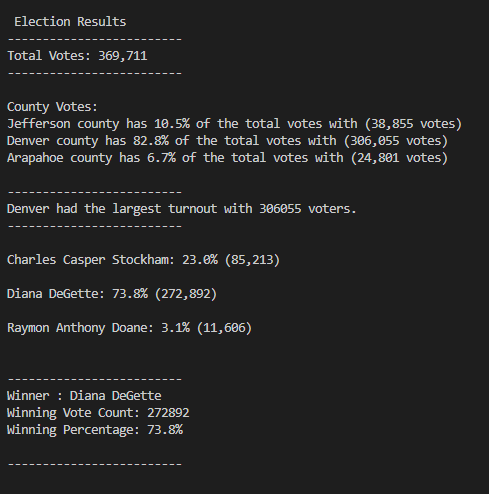 Election Results
-------------------------
Total Votes: 369,711
-------------------------
County Votes:
Jefferson county has 10.5% of the total votes with (38,855 votes)
Denver county has 82.8% of the total votes with (306,055 votes)
Arapahoe county has 6.7% of the total votes with (24,801 votes)
-------------------------
Denver had the largest turnout with 306055 voters.
-------------------------
Charles Casper Stockham: 23.0% (85,213)
Diana DeGette: 73.8% (272,892)
Raymon Anthony Doane: 3.1% (11,606)
-------------------------
Winner : Diana DeGette
Winning Vote Count: 272892
Winning Percentage: 73.8%
-------------------------